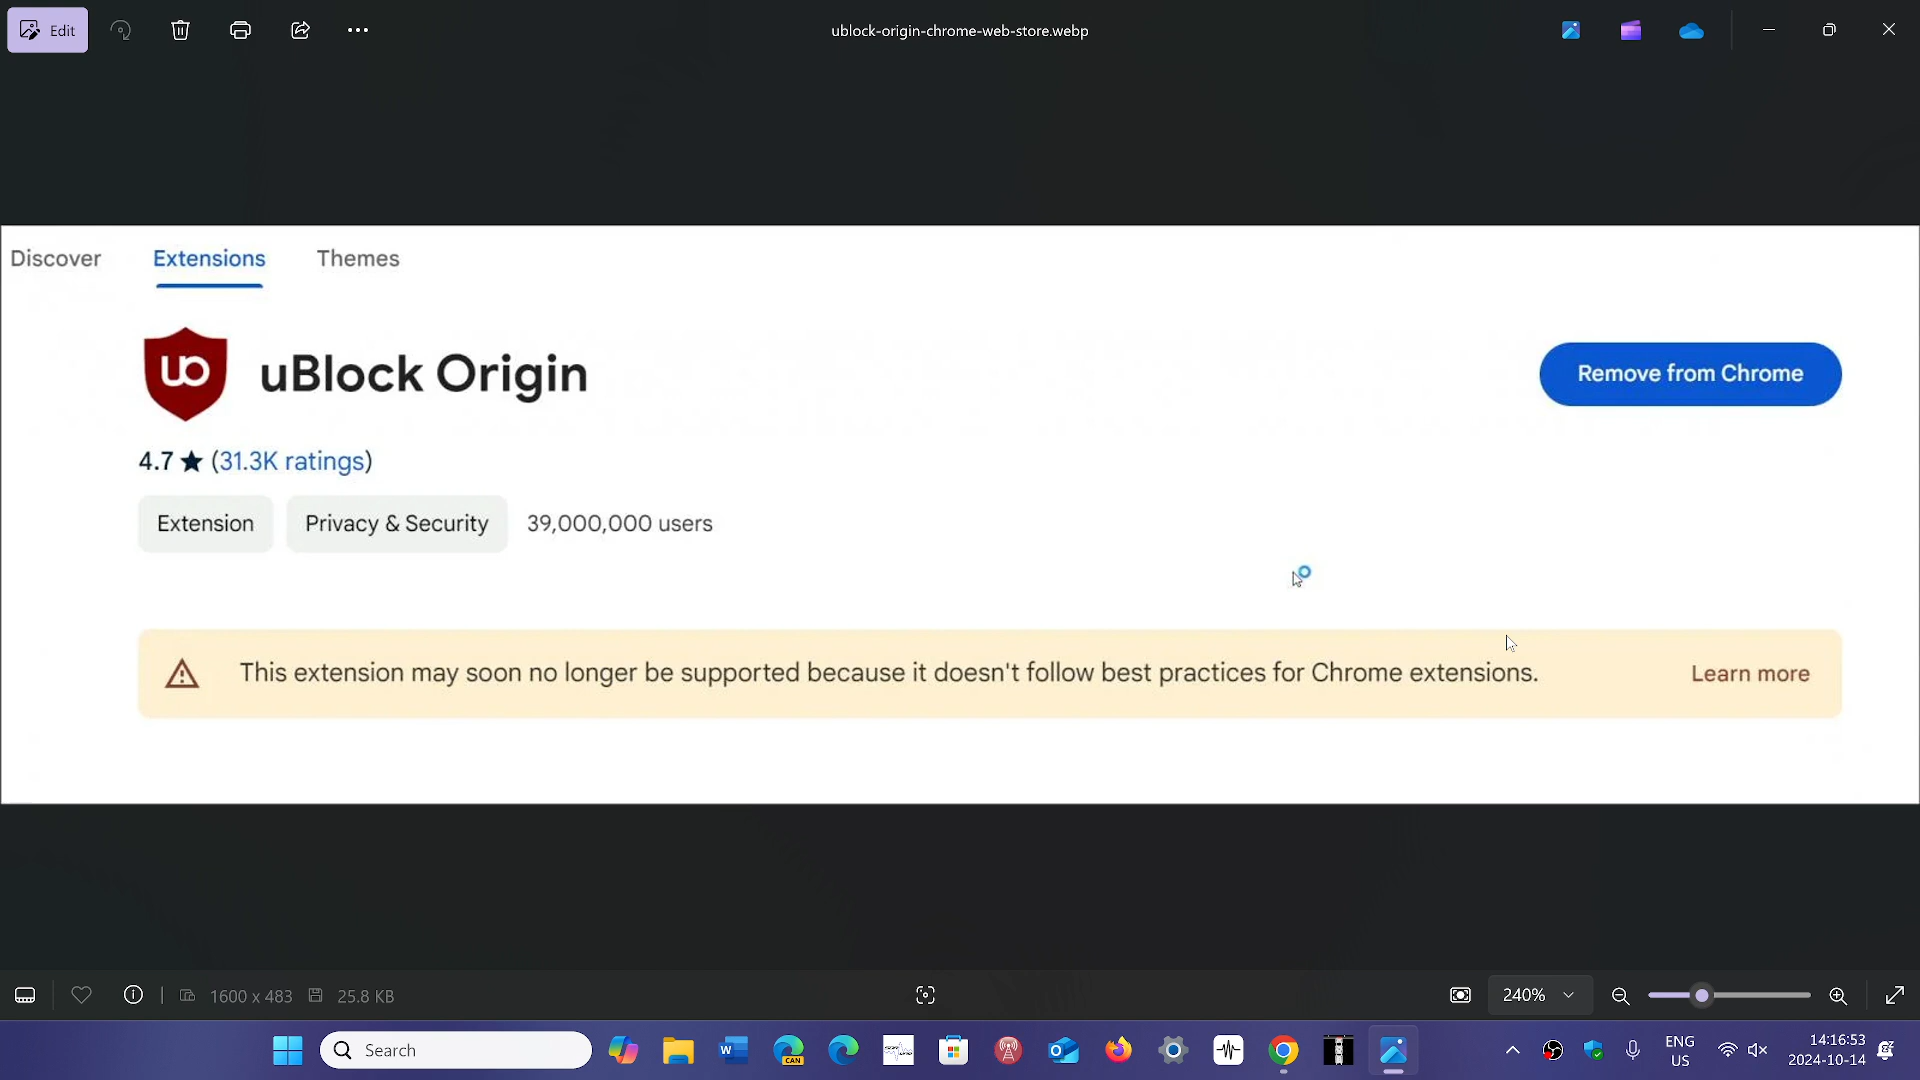 Edit
ublock-origin-chrome-web-store.webp
Discover Extensions Themes
uBlock Origin
Remove from Chrome
4.7 ★ (31.3K ratings)
Extension Privacy & Security 39,000,000 users
This extension may soon no longer be supported because it doesn't follow best practices for Chrome extensions. Learn more
1600 x 483 25.8 KB 240%
Search
ENG
US
14:16:53
2024-10-14